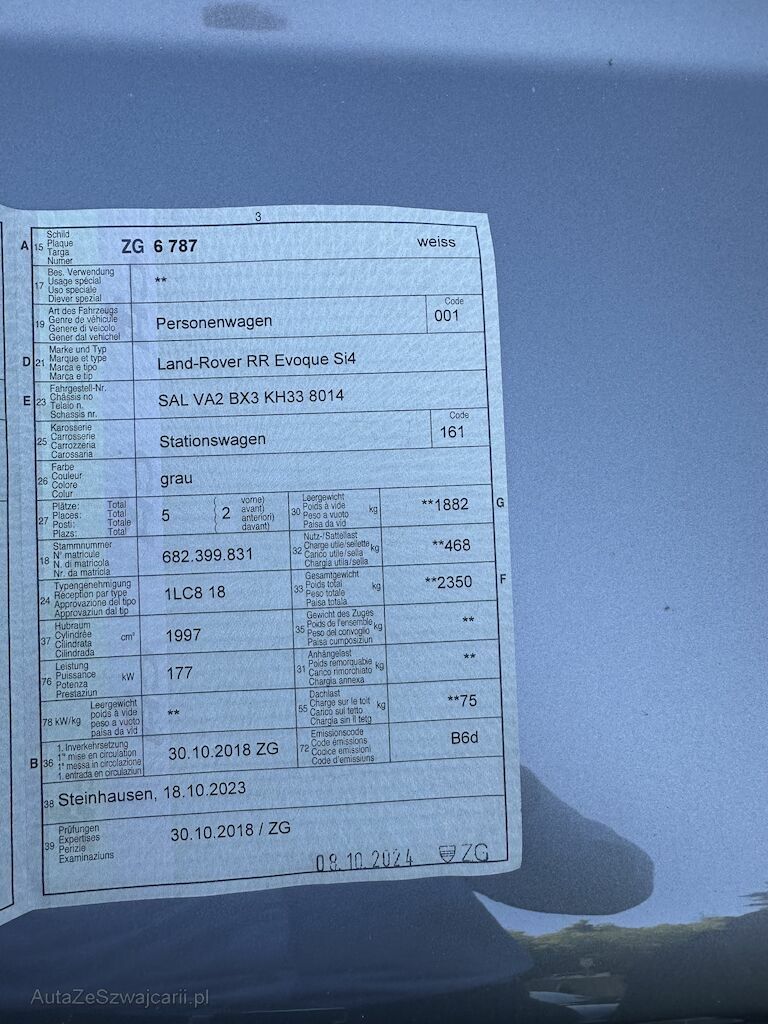 3
A 15 Schild
Plaque
Targa
Numer
ZG 6 787 weiss
17 Bes. Verwendung
Usage spécial
Uso speciale
Diever spezial
**
19 Art des Fahrzeugs
Genre de véhicule
Genere di veicolo
Gener dal vehichel
Personenwagen
Code
001
D 21 Marke und Typ
Marque et type
Marca e tipo
Marca e tip
Land-Rover RR Evoque Si4
E 23 Fahrgestell-Nr.
Châssis no
Telaio n.
Schassis nr.
SAL VA2 BX3 KH33 8014
25 Karosserie
Carrosserie
Carrozzeria
Carossaria
Stationswagen
Code
161
26 Farbe
Couleur
Colore
Colur
grau
27 Plätze: Total
Places: Total
Posti: Totale
Plazs: Total
5
2
vorne)
avant)
anteriori)
davant)
30 Leergewicht
Poids à vide
Peso a vuoto
Paisa da vid
kg
**1882 G
18 Stammnummer
N° matricule
N. di matricola
Nr. da matricla
682.399.831
32 Nutz-/Sattellast
Charge utile/sellette
Carico utile/sella
Chargia utila/sella
kg
**468
24 Typengenehmigung
Réception par type
Approvazione del tipo
Approvaziun dal tip
1LC8 18
33 Gesamtgewicht
Poids total
Peso totale
Paisa totala
kg
**2350 F
37 Hubraum
Cylindrée
Cilindrata
Cilindrada
cm³
1997
35 Gewicht des Zuges
Poids de l'ensemble
Peso del convoglio
Paisa cumposiziun
kg
**
76 Leistung
Puissance
Potenza
Prestaziun
kW
177
31 Anhängelast
Poids remorquable
Carico rimorchiato
Chargia annexa
kg
**
78 kW/kg
Leergewicht
poids à vide
peso a vuoto
paisa da vid
**
55 Dachlast
Charge sur le toit
Carico sul tetto
Chargia sin il tetg
kg
**75
B 36 1. Inverkehrsetzung
1re mise en circulation
1a messa in circolazione
1. entrada en circulaziun
30.10.2018 ZG
72 Emissionscode
Code émissions
Codice emissioni
Code d'emissiuns
B6d
38 Steinhausen, 18.10.2023
39 Prüfungen
Expertises
Perizie
Examinaziuns
30.10.2018 / ZG
08.10.2024 ZG
AutaZeSzwajcarii.pl